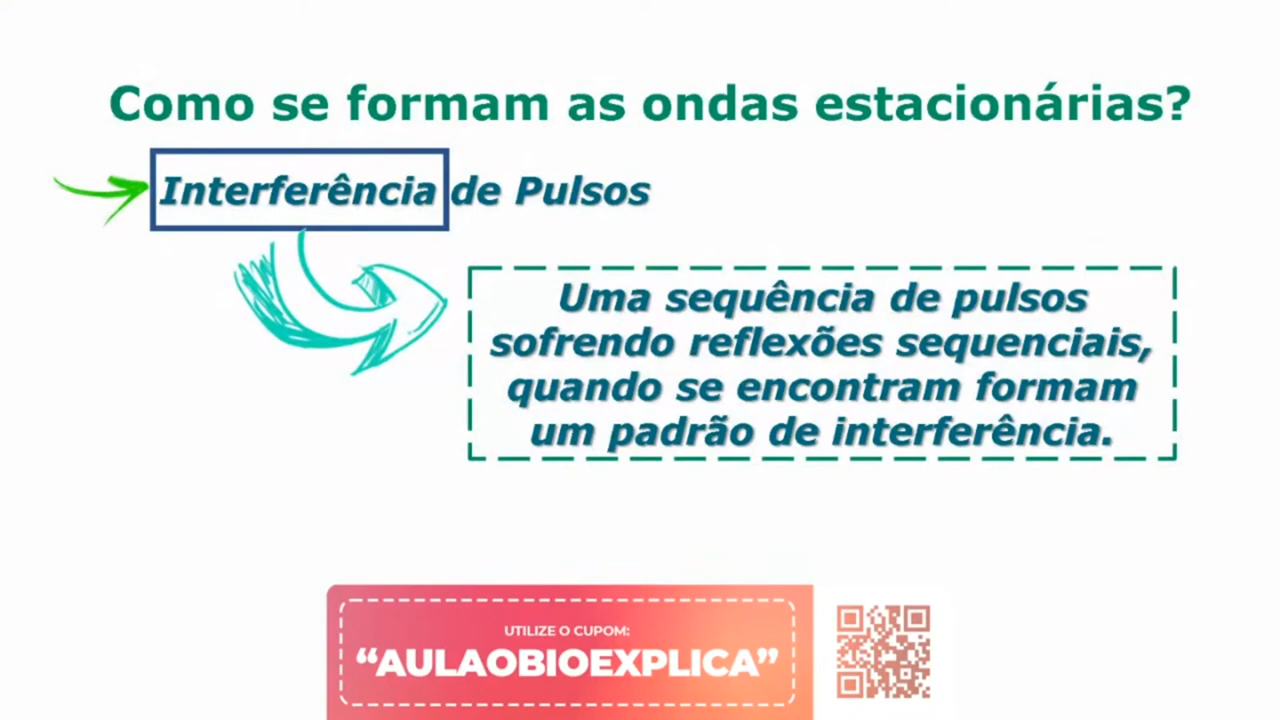 Como se formam as ondas estacionárias?
Interferência de Pulsos
Uma sequência de pulsos
sofrendo reflexões sequenciais,
quando se encontram formam
um padrão de interferência.
UTILIZE O CUPOM:
“AULAOBIOEXPLICA”